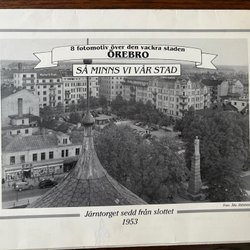 8 fotomotiv över den vackra staden
ÖREBRO
SÅ MINNS VI VÅR STAD
Järntorget sedd från slottet
1953